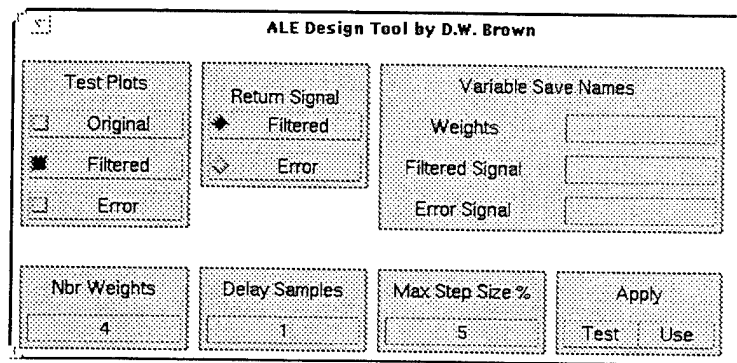 ALE Design Tool by D.W. Brown
Test Plots
Original
Filtered
Error
Return Signal
Filtered
Error
Variable Save Names
Weights
Filtered Signal
Error Signal
Nbr Weights
4
Delay Samples
1
Max Step Size %
5
Apply
Test Use